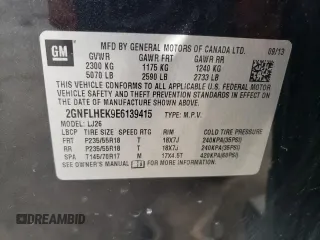 GM
MFD BY GENERAL MOTORS OF CANADA LTD. 09/13
GVWR GAWR FRT GAWR RR
2300 KG 1175 KG 1240 KG
5070 LB 2590 LB 2733 LB
THIS VEHICLE CONFORMS TO ALL APPLICABLE U.S. FEDERAL MOTOR
VEHICLE SAFETY, BUMPER, AND THEFT PREVENTION STANDARDS IN
EFFECT ON THE DATE OF MANUFACTURE SHOWN ABOVE.
2GNFLHEK9E6139415 TYPE: M.P.V.
MODEL: LJ26
LBCP TIRE SIZE SPEED RTG RIM COLD TIRE PRESSURE
FRT P235/55R18 T 18X7J 240KPA(35PSI)
RR P235/55R18 T 18X7J 240KPA(35PSI)
SPA T145/70R17 M 17X4.5T 420KPA(60PSI)
© DREAMBID dreambid.com